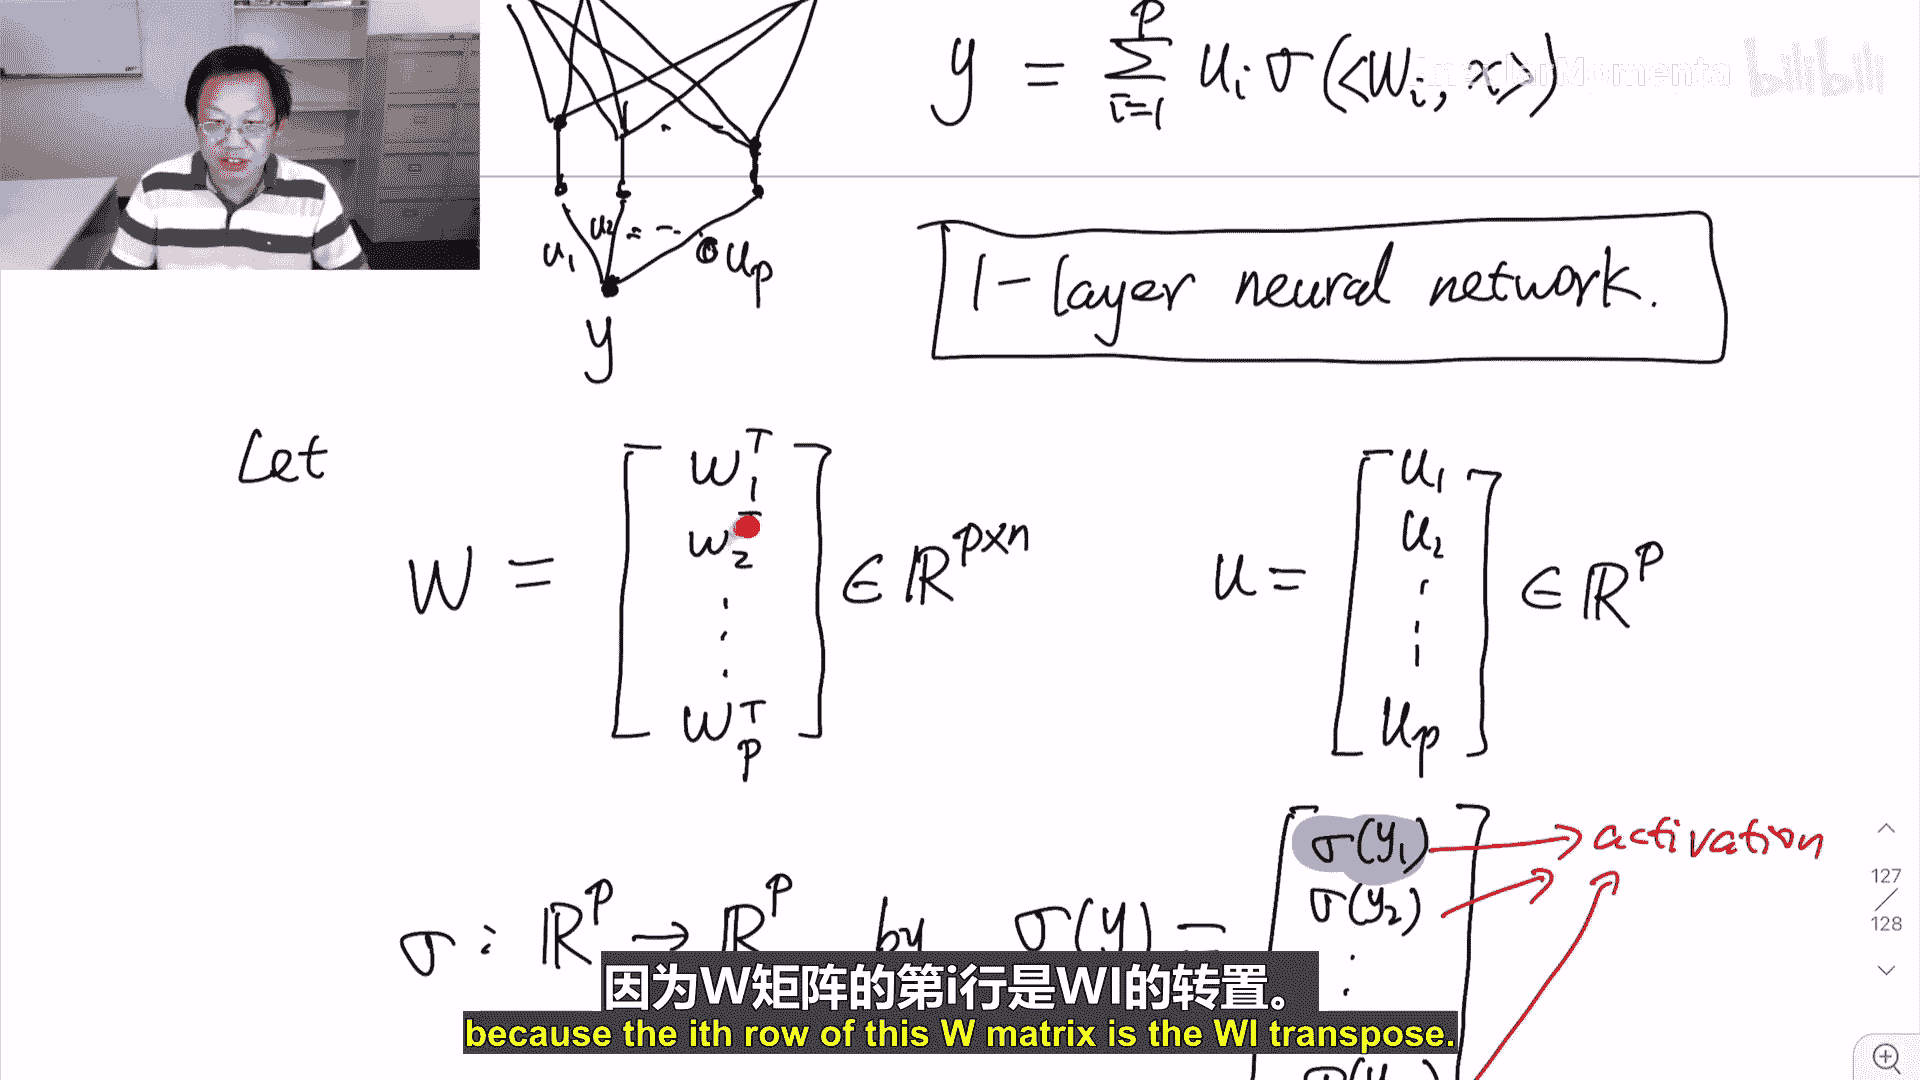 y = Σ_{i=1}^{p} u_i σ(<W_i, x>)
bilibili
u_1 u_2 = ... u_p
y
1-layer neural network.
Let
W = [ W_1^T W_2^T ⋮ W_p^T ] ∈ ℝ^{p×n}
u = [ u_1 u_2 ⋮ u_p ] ∈ ℝ^p
σ : ℝ^p → ℝ^p by σ(y) = [ σ(y_1) σ(y_2) ⋮
activation
127
128
因为W矩阵的第i行是WI的转置。
because the ith row of this W matrix is the WI transpose.